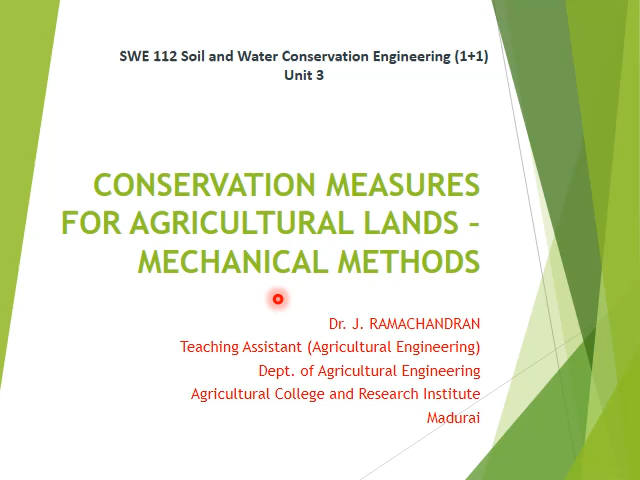 SWE 112 Soil and Water Conservation Engineering (1+1)
Unit 3
CONSERVATION MEASURES
FOR AGRICULTURAL LANDS –
MECHANICAL METHODS
Dr. J. RAMACHANDRAN
Teaching Assistant (Agricultural Engineering)
Dept. of Agricultural Engineering
Agricultural College and Research Institute
Madurai